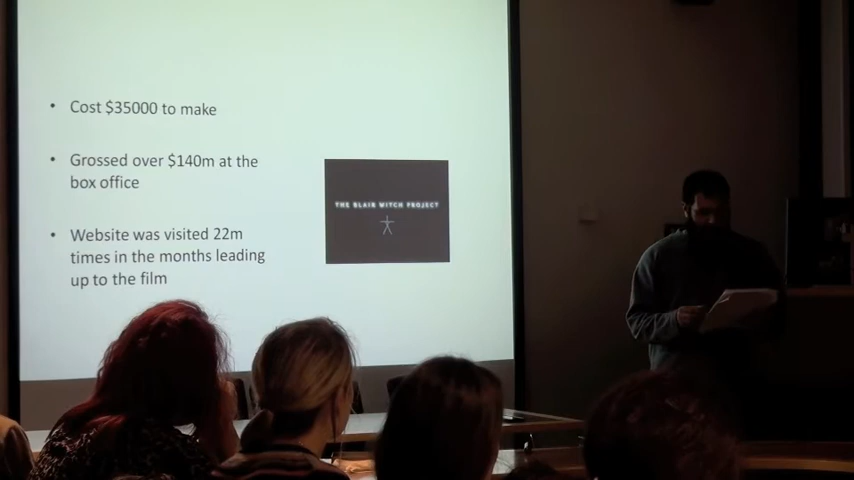 • Cost $35000 to make
• Grossed over $140m at the
box office
• Website was visited 22m
times in the months leading
up to the film
THE BLAIR WITCH PROJECT